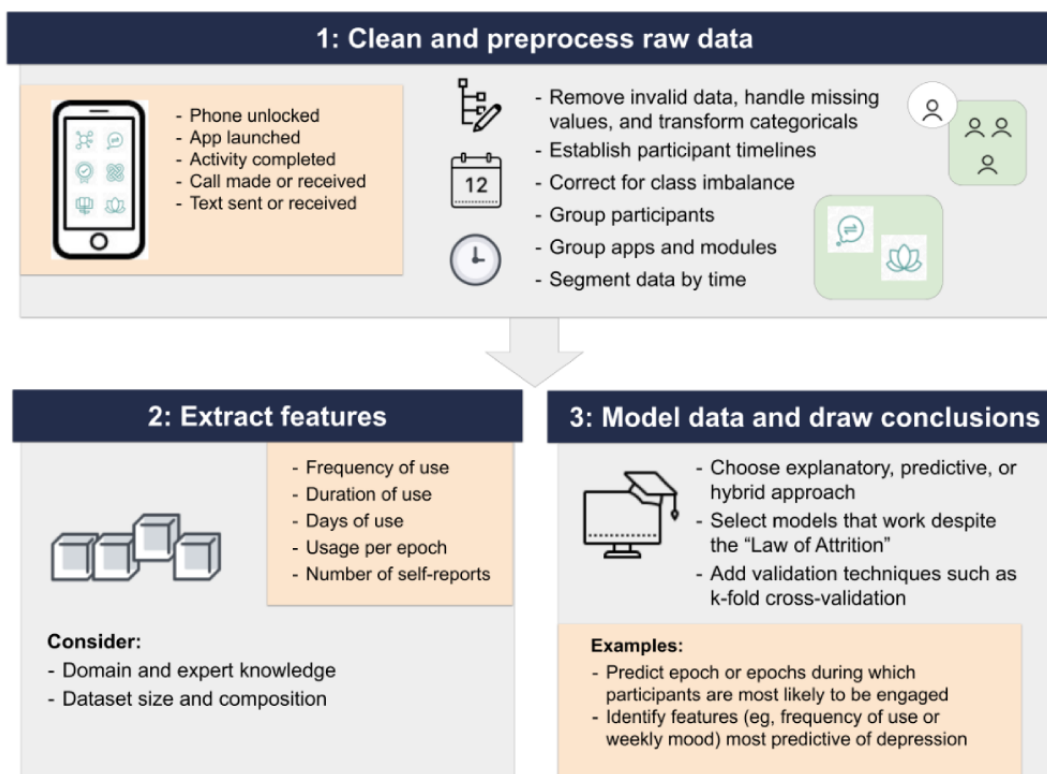 1: Clean and preprocess raw data
- Phone unlocked
- App launched
- Activity completed
- Call made or received
- Text sent or received
12
- Remove invalid data, handle missing
values, and transform categoricals
- Establish participant timelines
- Correct for class imbalance
- Group participants
- Group apps and modules
- Segment data by time
2: Extract features
- Frequency of use
- Duration of use
- Days of use
- Usage per epoch
- Number of self-reports
Consider:
- Domain and expert knowledge
- Dataset size and composition
3: Model data and draw conclusions
- Choose explanatory, predictive, or
hybrid approach
- Select models that work despite
the “Law of Attrition”
- Add validation techniques such as
k-fold cross-validation
Examples:
- Predict epoch or epochs during which
participants are most likely to be engaged
- Identify features (eg, frequency of use or
weekly mood) most predictive of depression